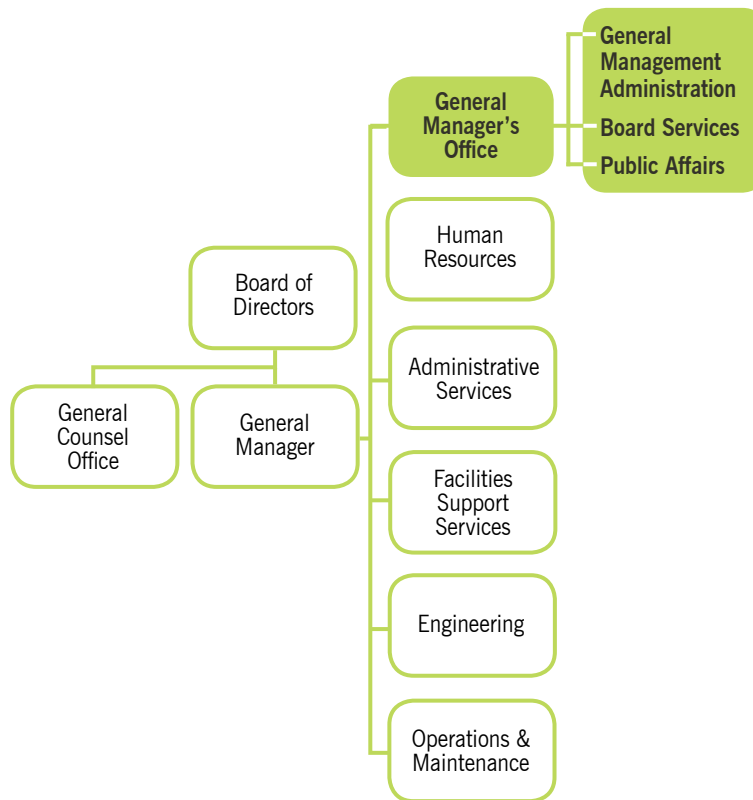 General
Management
Administration
Board Services
Public Affairs
General
Manager’s
Office
Human
Resources
Board of
Directors
Administrative
Services
General
Counsel
Office
General
Manager
Facilities
Support
Services
Engineering
Operations &
Maintenance